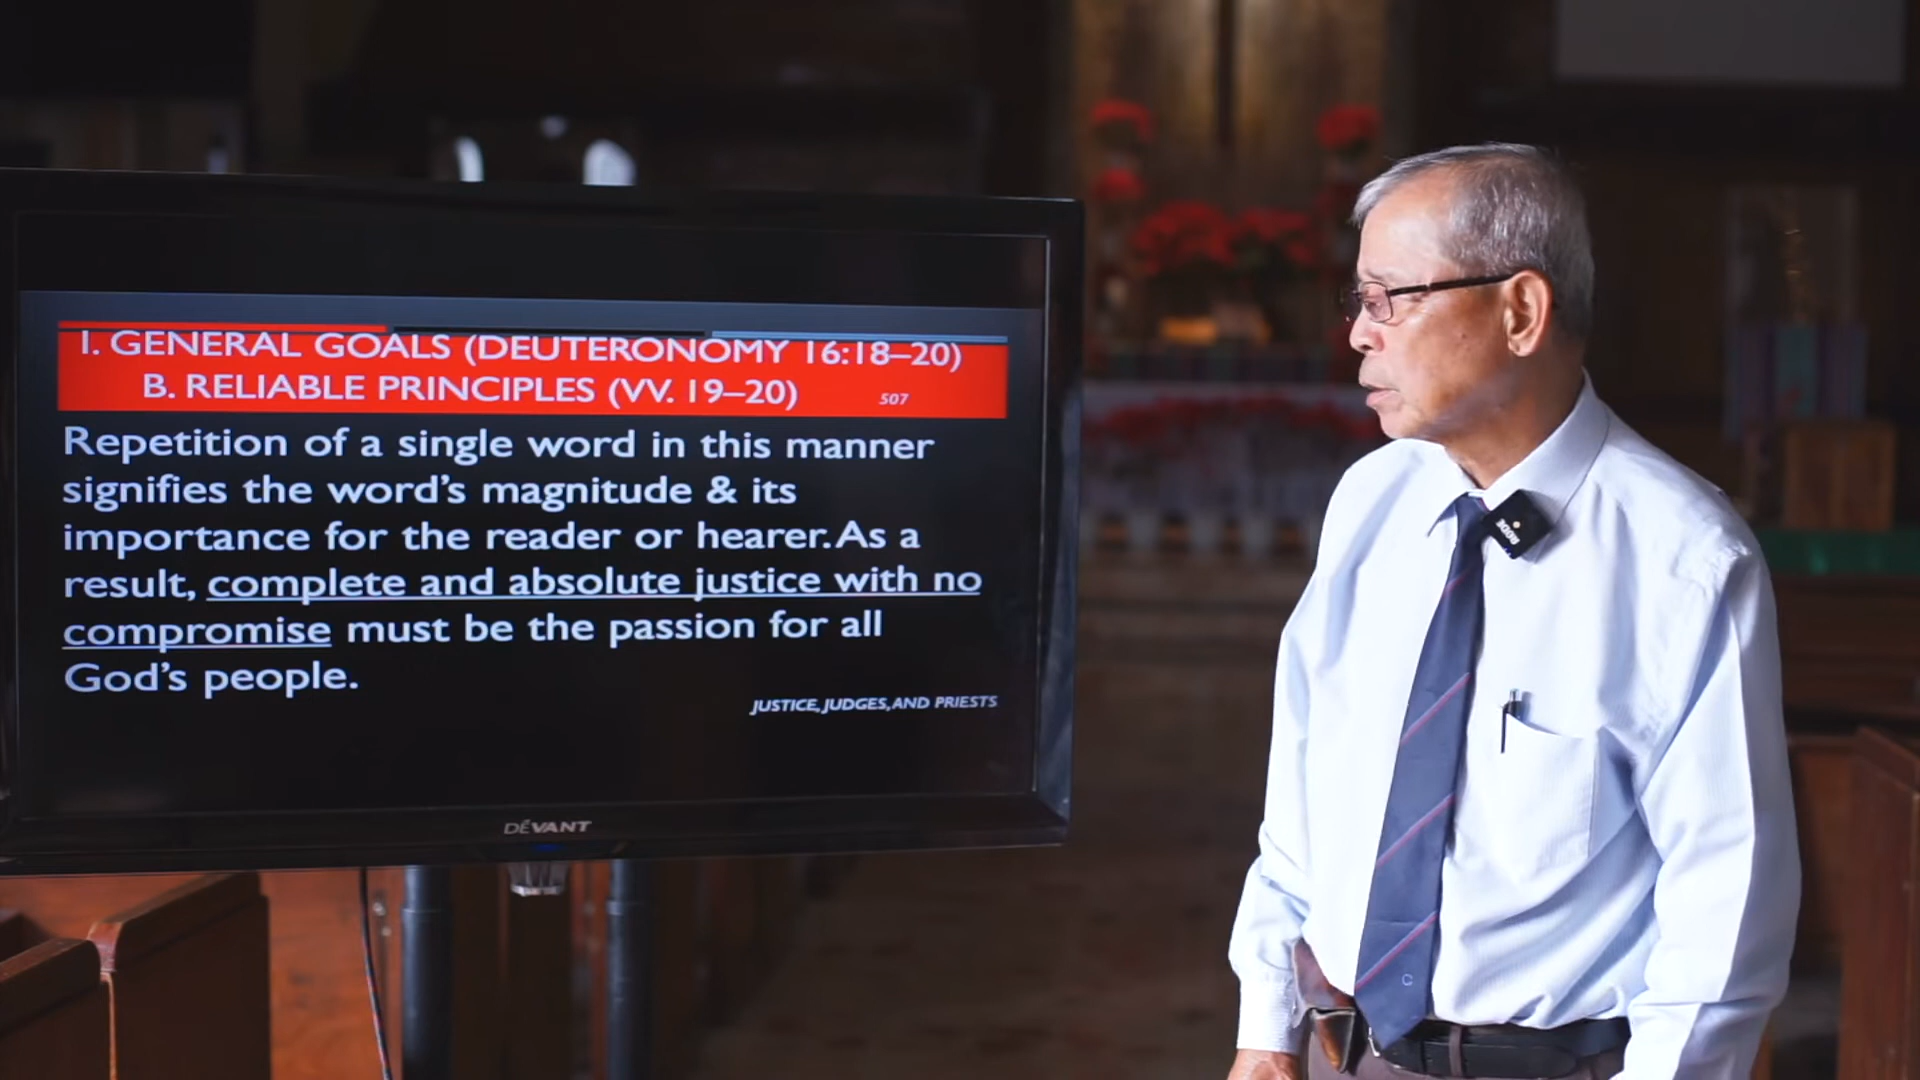 I. GENERAL GOALS (DEUTERONOMY 16:18–20)
B. RELIABLE PRINCIPLES (VV. 19–20)
507
Repetition of a single word in this manner
signifies the word's magnitude & its
importance for the reader or hearer. As a
result, complete and absolute justice with no
compromise must be the passion for all
God's people.
JUSTICE, JUDGES, AND PRIESTS
DEVANT
RODE
C